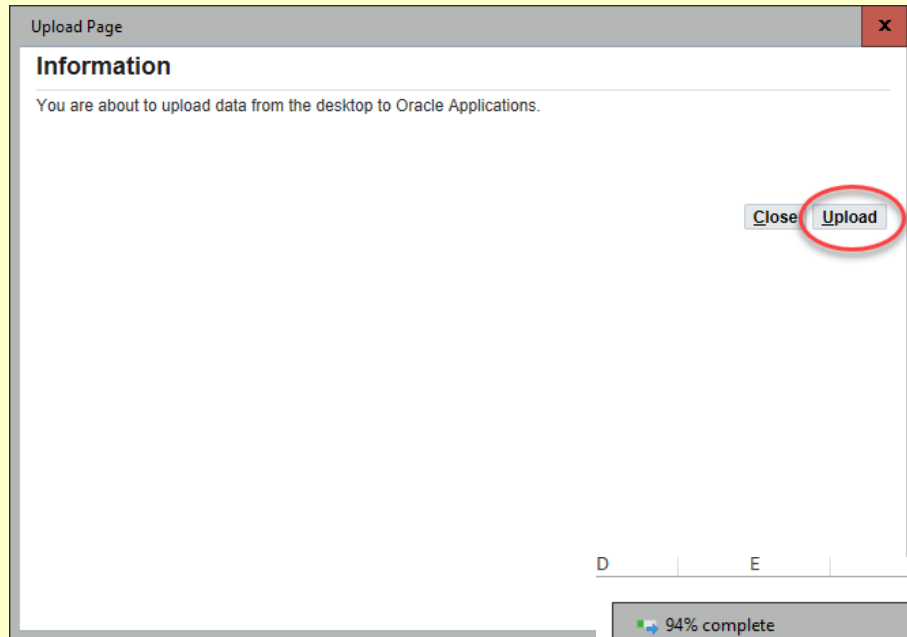 Upload Page
x
Information
You are about to upload data from the desktop to Oracle Applications.
Close Upload
D E
94% complete